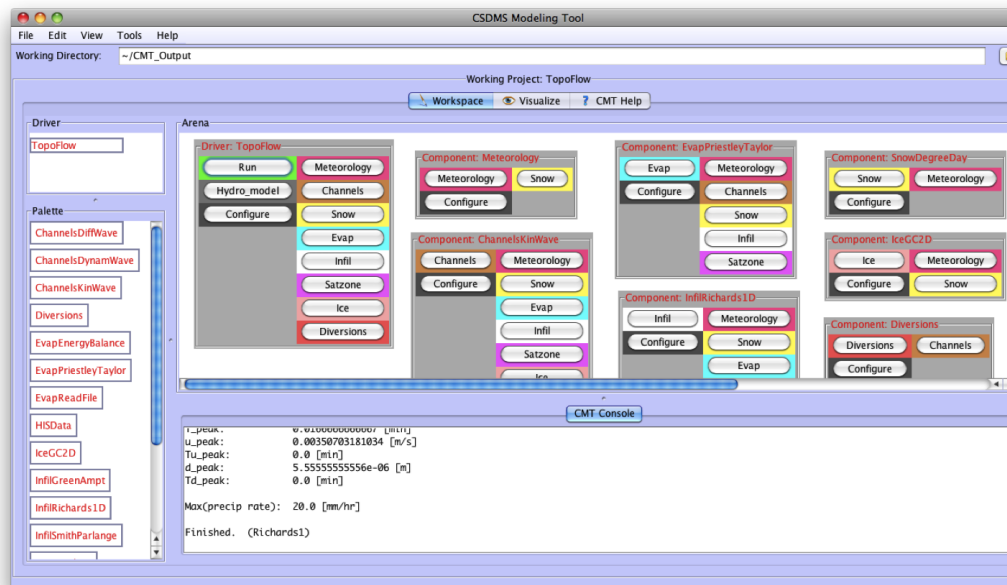 CSDMS Modeling Tool
File Edit View Tools Help
Working Directory: ~/CMT_Output
Working Project: TopoFlow
Workspace Visualize ? CMT Help
Driver
TopoFlow
Palette
ChannelsDiffWave
ChannelsDynamWave
ChannelsKinWave
Diversions
EvapEnergyBalance
EvapPriestleyTaylor
EvapReadFile
HISData
IceGC2D
InfilGreenAmpt
InfilRichards1D
InfilSmithParlange
Arena
Driver: TopoFlow
Run Meteorology
Hydro_model Channels
Configure Snow
Evap
Infil
Satzone
Ice
Diversions
Component: Meteorology
Meteorology Snow
Configure
Component: ChannelsKinWave
Channels Meteorology
Configure Snow
Evap
Infil
Satzone
Ice
Component: EvapPriestleyTaylor
Evap Meteorology
Configure Channels
Snow
Infil
Satzone
Component: InfilRichards1D
Infil Meteorology
Configure Snow
Evap
Component: SnowDegreeDay
Snow Meteorology
Configure
Component: IceGC2D
Ice Meteorology
Configure Snow
Component: Diversions
Diversions Channels
Configure
CMT Console
T_peak: 0.0166666666667 [min]
u_peak: 0.00350703181034 [m/s]
Tu_peak: 0.0 [min]
d_peak: 5.55555555556e-06 [m]
Td_peak: 0.0 [min]
Max(precip rate): 20.0 [mm/hr]
Finished. (Richards1)